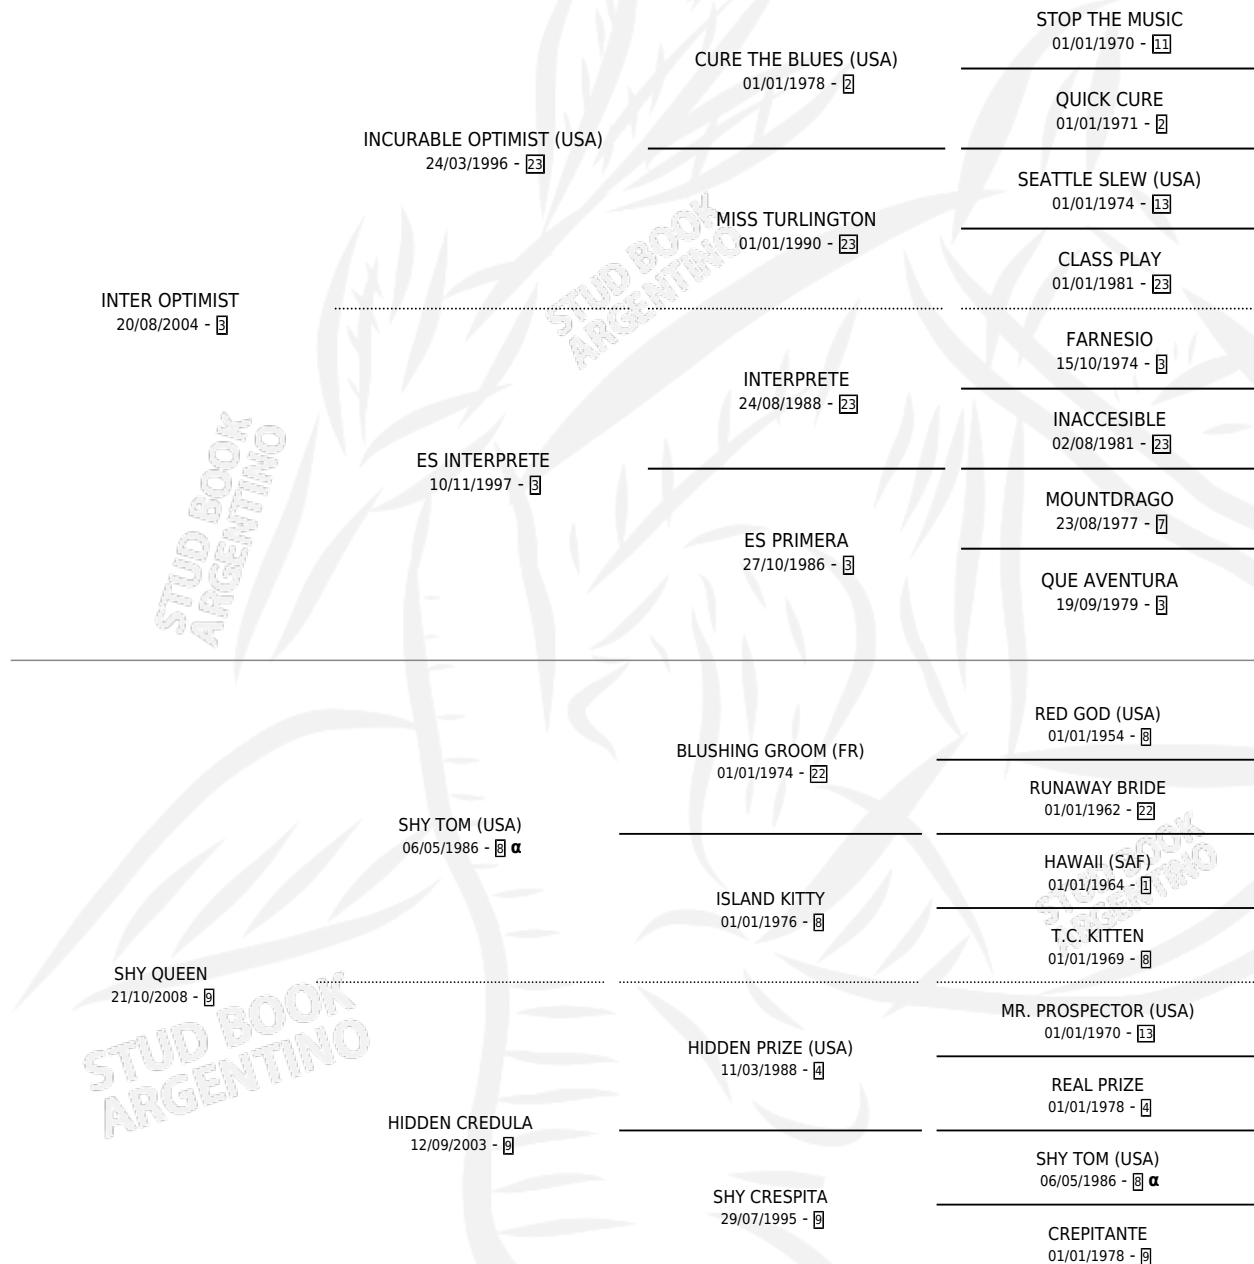 STOP THE MUSIC
01/01/1970 - 11
CURE THE BLUES (USA)
01/01/1978 - 2
QUICK CURE
01/01/1971 - 2
INCURABLE OPTIMIST (USA)
24/03/1996 - 23
SEATTLE SLEW (USA)
01/01/1974 - 13
MISS TURLINGTON
01/01/1990 - 23
CLASS PLAY
01/01/1981 - 23
INTER OPTIMIST
20/08/2004 - 3
STUD BOOK
ARGENTINO
FARNESIO
15/10/1974 - 3
INTERPRETE
24/08/1988 - 23
INACCESIBLE
02/08/1981 - 23
ES INTERPRETE
10/11/1997 - 3
MOUNTDRAGO
23/08/1977 - 7
ES PRIMERA
27/10/1986 - 3
QUE AVENTURA
19/09/1979 - 3
STUD BOOK
ARGENTINO
RED GOD (USA)
01/01/1954 - 8
BLUSHING GROOM (FR)
01/01/1974 - 22
RUNAWAY BRIDE
01/01/1962 - 22
SHY TOM (USA)
06/05/1986 - 8 α
HAWAII (SAF)
01/01/1964 - 1
STUD BOOK
ARGENTINO
ISLAND KITTY
01/01/1976 - 8
T.C. KITTEN
01/01/1969 - 8
SHY QUEEN
21/10/2008 - 9
STUD BOOK
ARGENTINO
MR. PROSPECTOR (USA)
01/01/1970 - 13
HIDDEN PRIZE (USA)
11/03/1988 - 4
REAL PRIZE
01/01/1978 - 4
HIDDEN CREDULA
12/09/2003 - 9
SHY TOM (USA)
06/05/1986 - 8 α
SHY CRESPITA
29/07/1995 - 9
CREPITANTE
01/01/1978 - 9